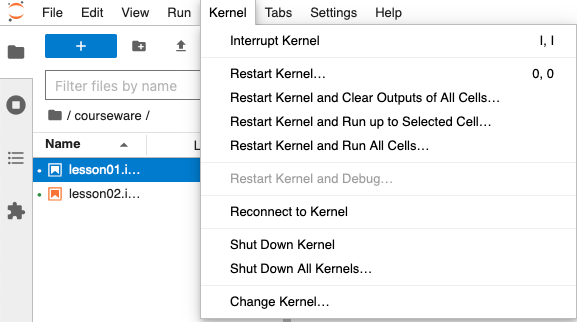 File Edit View Run Kernel Tabs Settings Help
+
Filter files by name
/ courseware /
Name L
lesson01.i…
lesson02.i…
Interrupt Kernel I, I
Restart Kernel… 0, 0
Restart Kernel and Clear Outputs of All Cells…
Restart Kernel and Run up to Selected Cell…
Restart Kernel and Run All Cells…
Restart Kernel and Debug…
Reconnect to Kernel
Shut Down Kernel
Shut Down All Kernels…
Change Kernel…